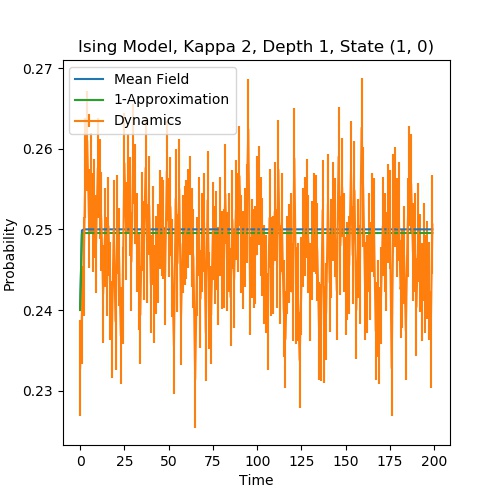 Ising Model, Kappa 2, Depth 1, State (1, 0)
0.27
0.26
0.25
0.24
0.23
Probability
Mean Field
1-Approximation
Dynamics
0 25 50 75 100 125 150 175 200
Time